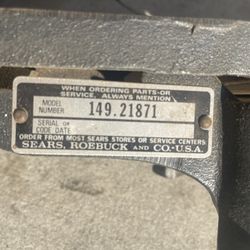 WHEN ORDERING PARTS-OR
SERVICE, ALWAYS MENTION
MODEL NUMBER 149.21871
SERIAL OR CODE DATE
ORDER FROM MOST SEARS STORES OR SERVICE CENTERS
SEARS, ROEBUCK AND CO.-U.S.A.